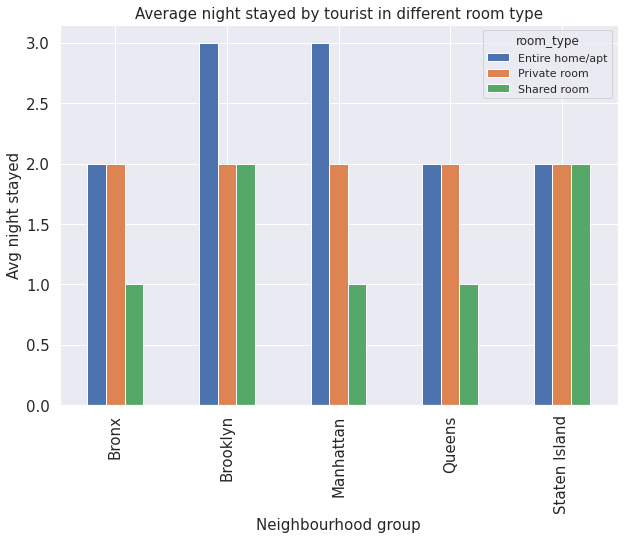 Average night stayed by tourist in different room type
room_type
Entire home/apt
Private room
Shared room
Avg night stayed
3.0
2.5
2.0
1.5
1.0
0.5
0.0
Bronx
Brooklyn
Manhattan
Queens
Staten Island
Neighbourhood group